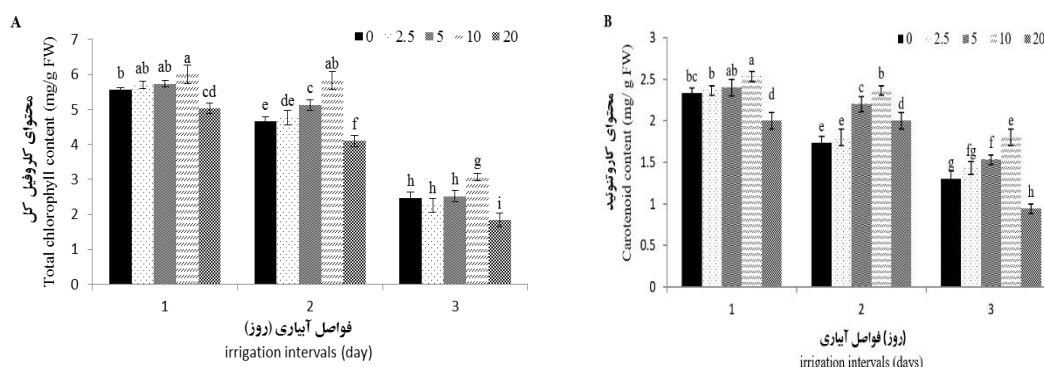 A
0 2.5 5 10 20
محتوای کلروفیل کل
Total chlorophyll content (mg/g FW)
7
6
5
4
3
2
1
0
b ab ab a cd
e de c ab f
h h h g i
1 2 3
فواصل آبیاری (روز)
irrigation intervals (day)
B
0 2.5 5 10 20
محتوای کاروتنوئید
Carotenoid content (mg/ g FW)
3
2.5
2
1.5
1
0.5
0
bc b ab a d
e e c b d
g fg f e h
1 2 3
(روز) فواصل آبیاری
irrigation intervals (days)